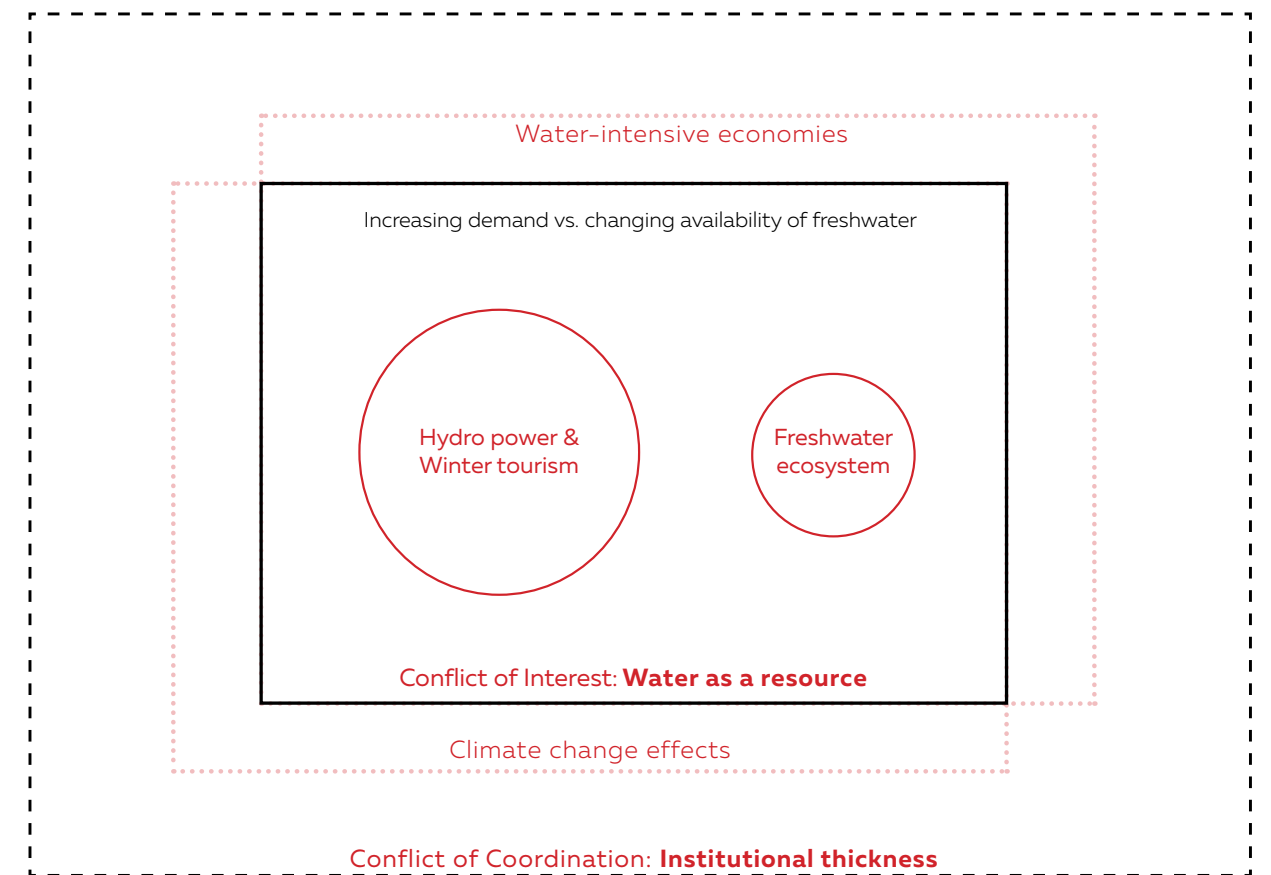 Water-intensive economies
Increasing demand vs. changing availability of freshwater
Hydro power &
Winter tourism
Freshwater
ecosystem
Conflict of Interest: Water as a resource
Climate change effects
Conflict of Coordination: Institutional thickness